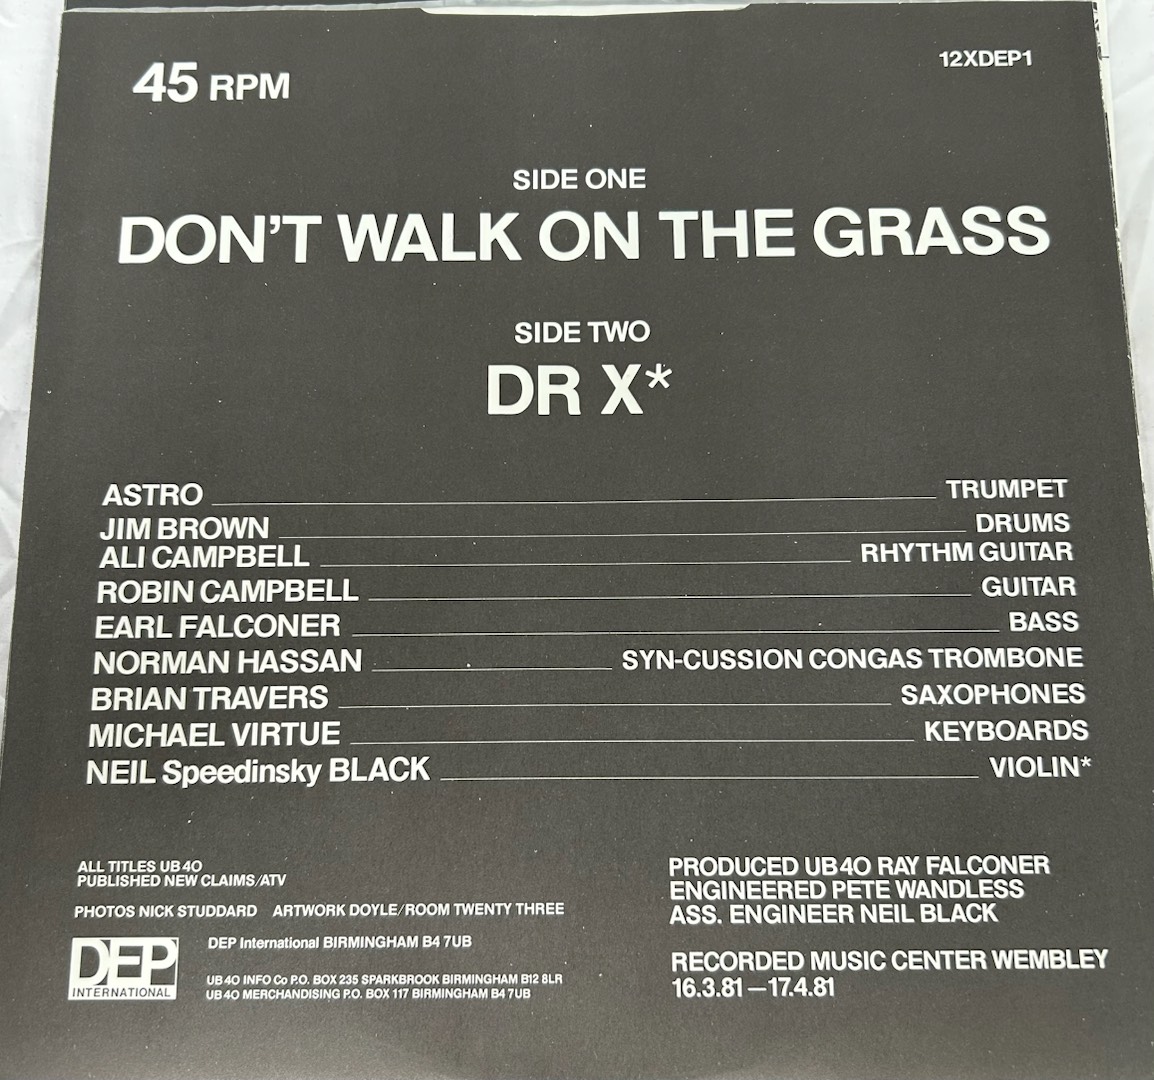 45 RPM
12XDEP1
SIDE ONE
DON'T WALK ON THE GRASS
SIDE TWO
DR X*
ASTRO TRUMPET
JIM BROWN DRUMS
ALI CAMPBELL RHYTHM GUITAR
ROBIN CAMPBELL GUITAR
EARL FALCONER BASS
NORMAN HASSAN SYN-CUSSION CONGAS TROMBONE
BRIAN TRAVERS SAXOPHONES
MICHAEL VIRTUE KEYBOARDS
NEIL Speedinsky BLACK VIOLIN*
ALL TITLES UB40
PUBLISHED NEW CLAIMS/ATV
PHOTOS NICK STUDDARD ARTWORK DOYLE/ROOM TWENTY THREE
DEP
INTERNATIONAL
DEP International BIRMINGHAM B4 7UB
UB40 INFO Co P.O. BOX 235 SPARKBROOK BIRMINGHAM B12 8LR
UB40 MERCHANDISING P.O. BOX 117 BIRMINGHAM B4 7UB
PRODUCED UB40 RAY FALCONER
ENGINEERED PETE WANDLESS
ASS. ENGINEER NEIL BLACK
RECORDED MUSIC CENTER WEMBLEY
16.3.81—17.4.81